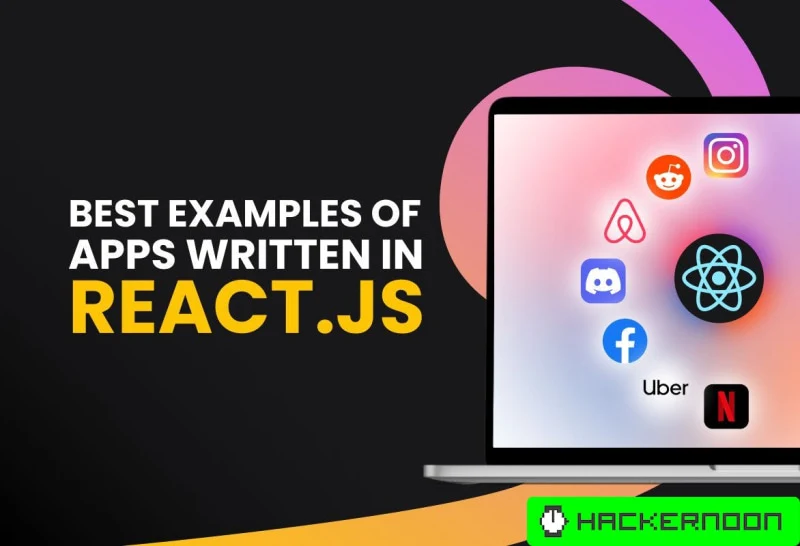 BEST EXAMPLES OF
APPS WRITTEN IN
REACT.JS
Uber
N
HACKERNOON